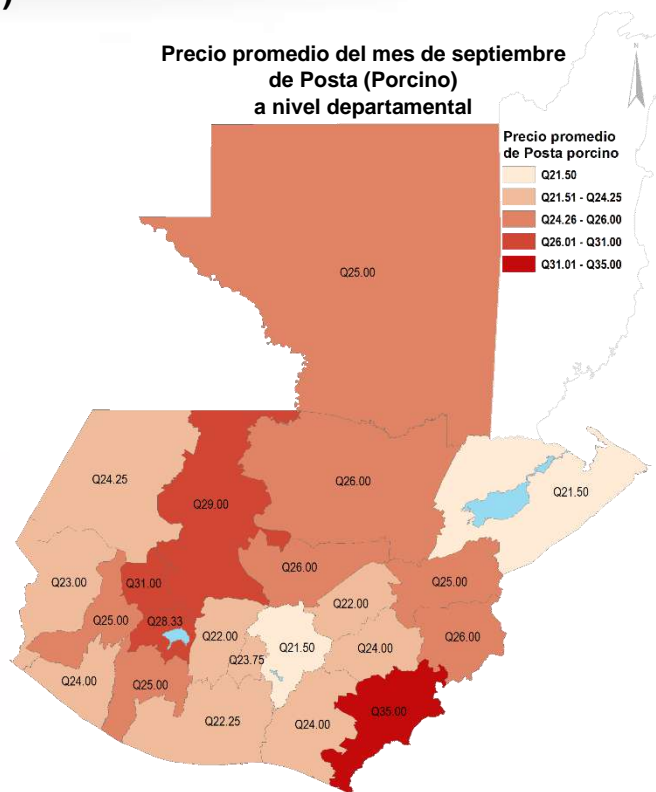 )
Precio promedio del mes de septiembre
de Posta (Porcino)
a nivel departamental
N
Precio promedio
de Posta porcino
Q21.50
Q21.51 - Q24.25
Q24.26 - Q26.00
Q26.01 - Q31.00
Q31.01 - Q35.00
Q25.00
Q24.25
Q29.00
Q26.00
Q21.50
Q23.00
Q31.00
Q26.00
Q25.00
Q25.00
Q28.33
Q22.00
Q22.00
Q26.00
Q23.75
Q21.50
Q24.00
Q24.00
Q25.00
Q22.25
Q24.00
Q35.00